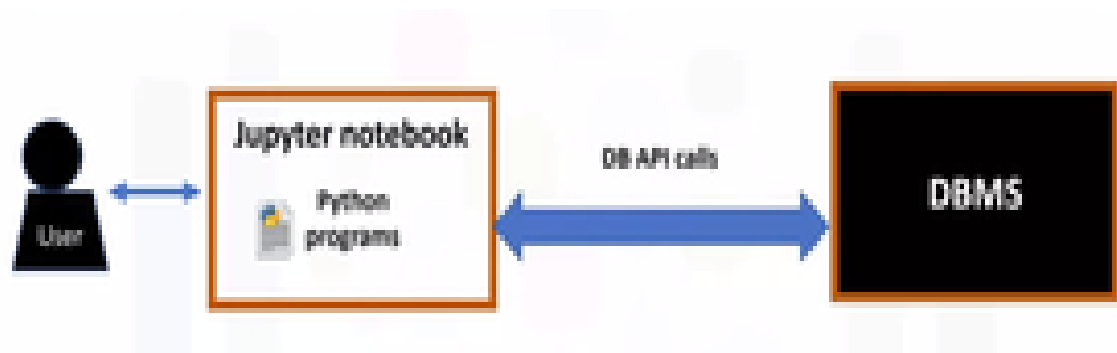 User
Jupyter notebook
Python
programs
DB API calls
DBMS